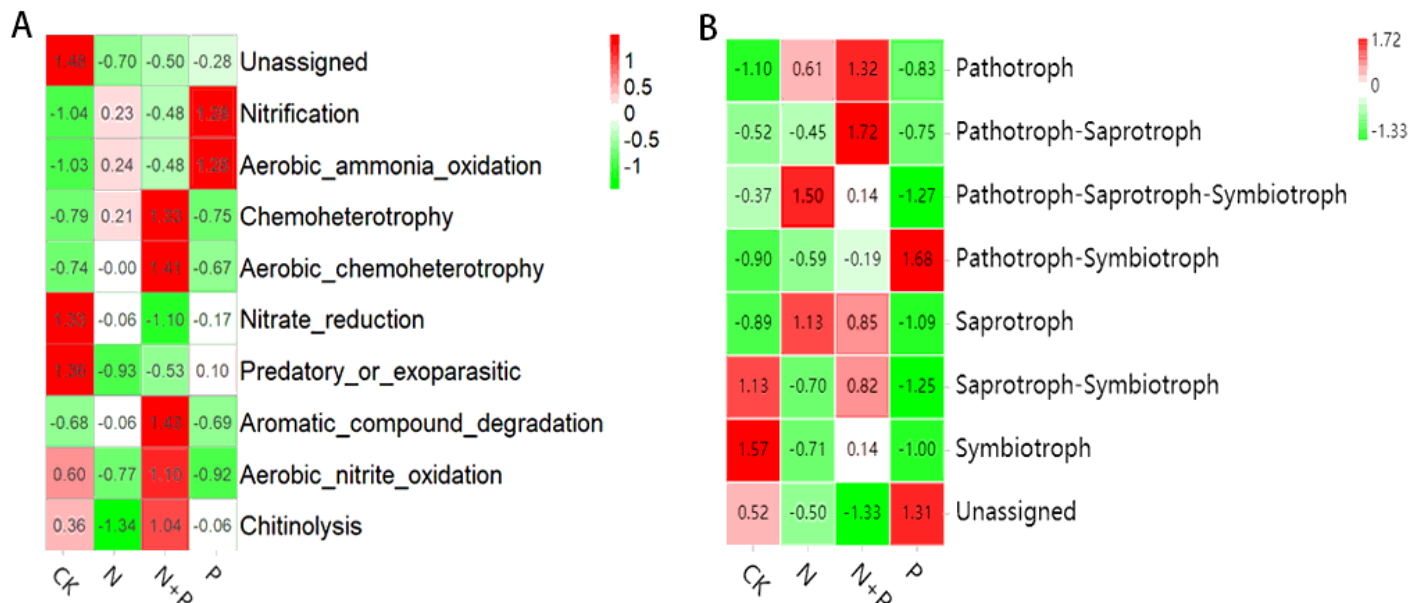 A
1.48 -0.70 -0.50 -0.28 Unassigned
-1.04 0.23 -0.48 1.28 Nitrification
-1.03 0.24 -0.48 1.28 Aerobic_ammonia_oxidation
-0.79 0.21 1.33 -0.75 Chemoheterotrophy
-0.74 -0.00 1.41 -0.67 Aerobic_chemoheterotrophy
1.33 -0.06 -1.10 -0.17 Nitrate_reduction
1.36 -0.93 -0.53 0.10 Predatory_or_exoparasitic
-0.68 -0.06 1.43 -0.69 Aromatic_compound_degradation
0.60 -0.77 1.10 -0.92 Aerobic_nitrite_oxidation
0.36 -1.34 1.04 -0.06 Chitinolysis
CK N N+P P
1
0.5
0
-0.5
-1
B
-1.10 0.61 1.32 -0.83 Pathotroph
-0.52 -0.45 1.72 -0.75 Pathotroph-Saprotroph
-0.37 1.50 0.14 -1.27 Pathotroph-Saprotroph-Symbiotroph
-0.90 -0.59 -0.19 1.68 Pathotroph-Symbiotroph
-0.89 1.13 0.85 -1.09 Saprotroph
1.13 -0.70 0.82 -1.25 Saprotroph-Symbiotroph
1.57 -0.71 0.14 -1.00 Symbiotroph
0.52 -0.50 -1.33 1.31 Unassigned
CK N N+P P
1.72
0
-1.33